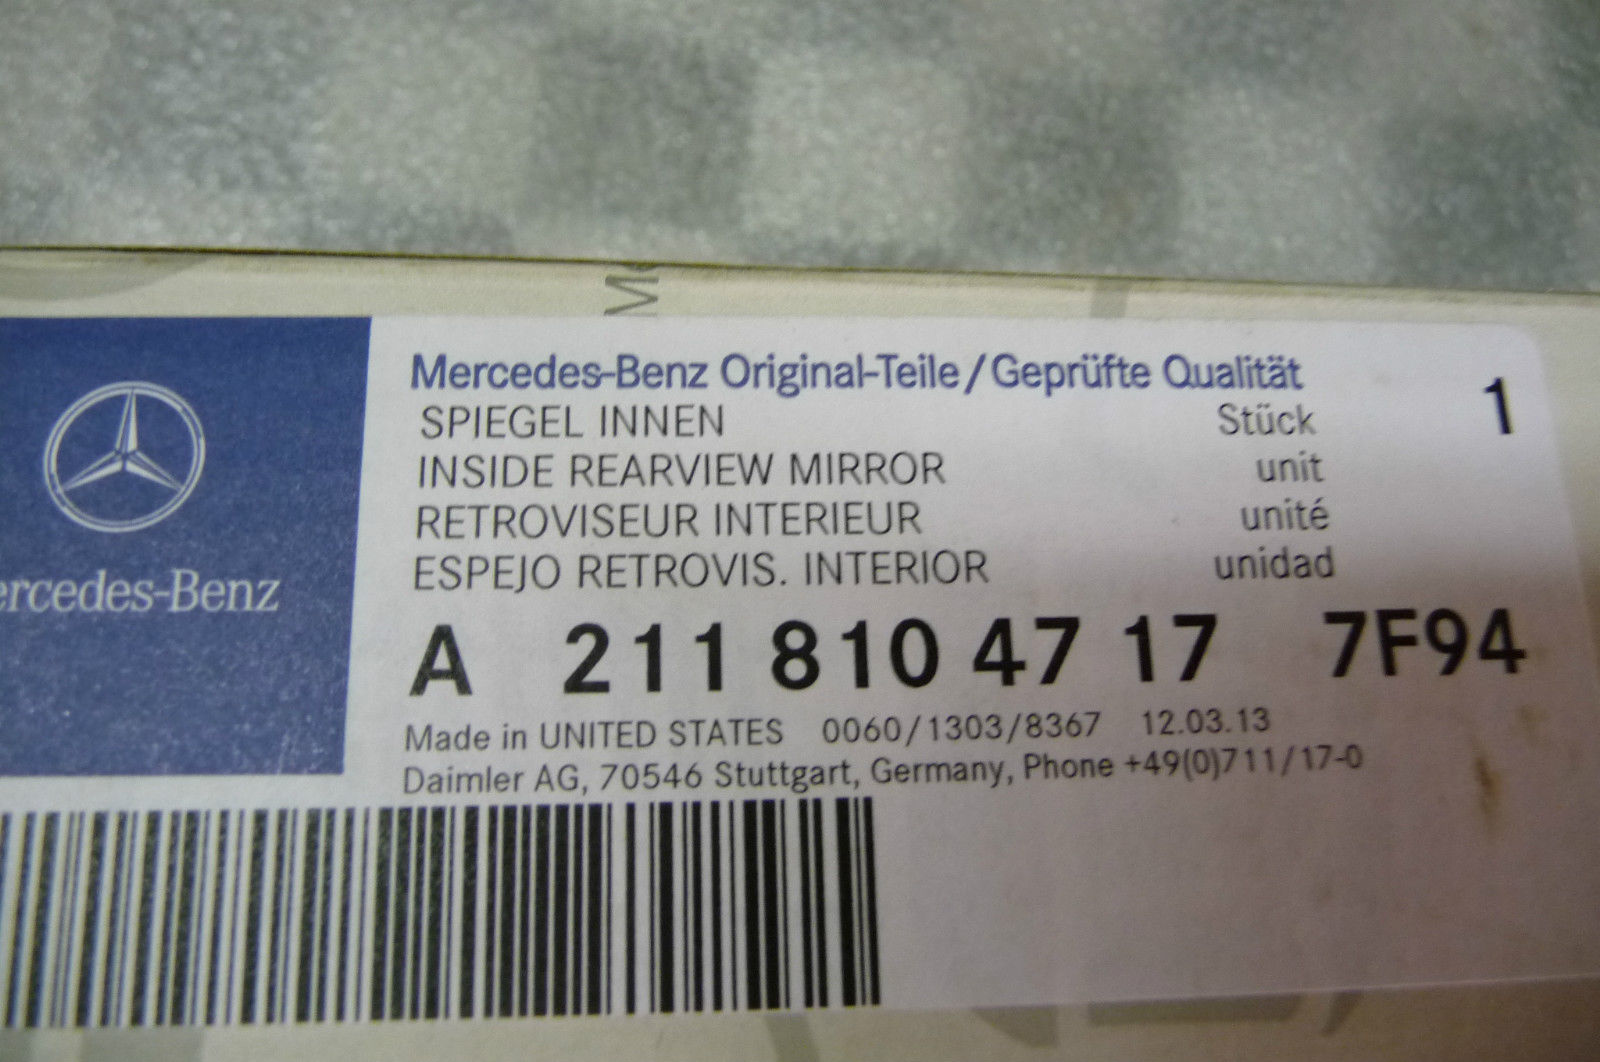 Mercedes-Benz Original-Teile/Geprüfte Qualität
SPIEGEL INNEN Stück 1
INSIDE REARVIEW MIRROR unit
RETROVISEUR INTERIEUR unité
ESPEJO RETROVIS. INTERIOR unidad
ercedes-Benz
A 211 810 47 17 7F94
Made in UNITED STATES 0060/1303/8367 12.03.13
Daimler AG, 70546 Stuttgart, Germany, Phone +49(0)711/17-0